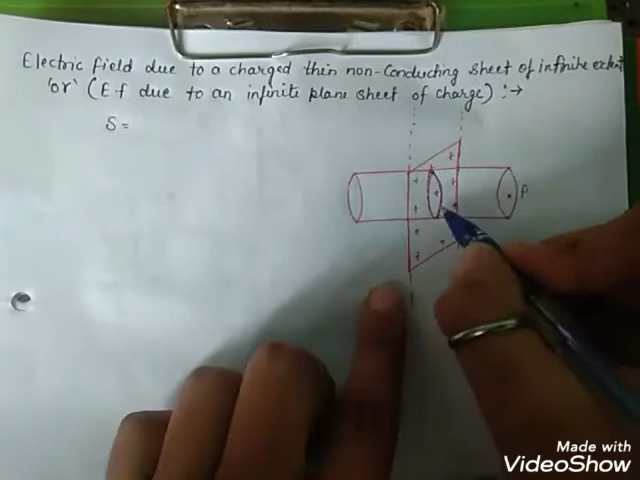 Electric field due to a charged thin non-Conducting sheet of infinite extent
'or' (E.f due to an infinite plane sheet of charge) :→
S =
P
Made with
VideoShow